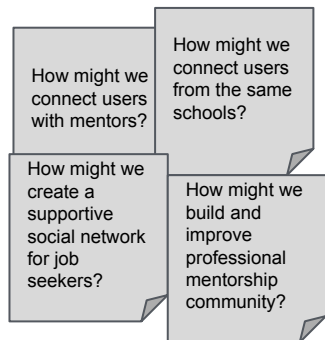 How might we
connect users
with mentors?
How might we
connect users
from the same
schools?
How might we
create a
supportive
social network
for job
seekers?
How might we
build and
improve
professional
mentorship
community?